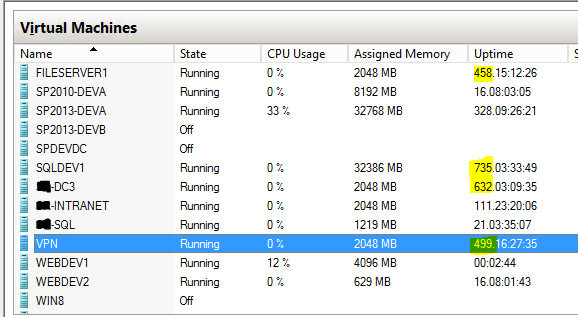 Virtual Machines
Name State CPU Usage Assigned Memory Uptime S
FILESERVER1 Running 0 % 2048 MB 458.15:12:26
SP2010-DEVA Running 0 % 8192 MB 16.08:03:05
SP2013-DEVA Running 33 % 32768 MB 328.09:26:21
SP2013-DEVB Off
SPDEVDC Off
SQLDEV1 Running 0 % 32386 MB 735.03:33:49
-DC3 Running 0 % 2048 MB 632.03:09:35
-INTRANET Running 0 % 2048 MB 111.23:20:06
-SQL Running 0 % 1219 MB 21.03:35:07
VPN Running 0 % 2048 MB 499.16:27:35
WEBDEV1 Running 12 % 4096 MB 00:02:44
WEBDEV2 Running 0 % 629 MB 16.08:01:43
WIN8 Off